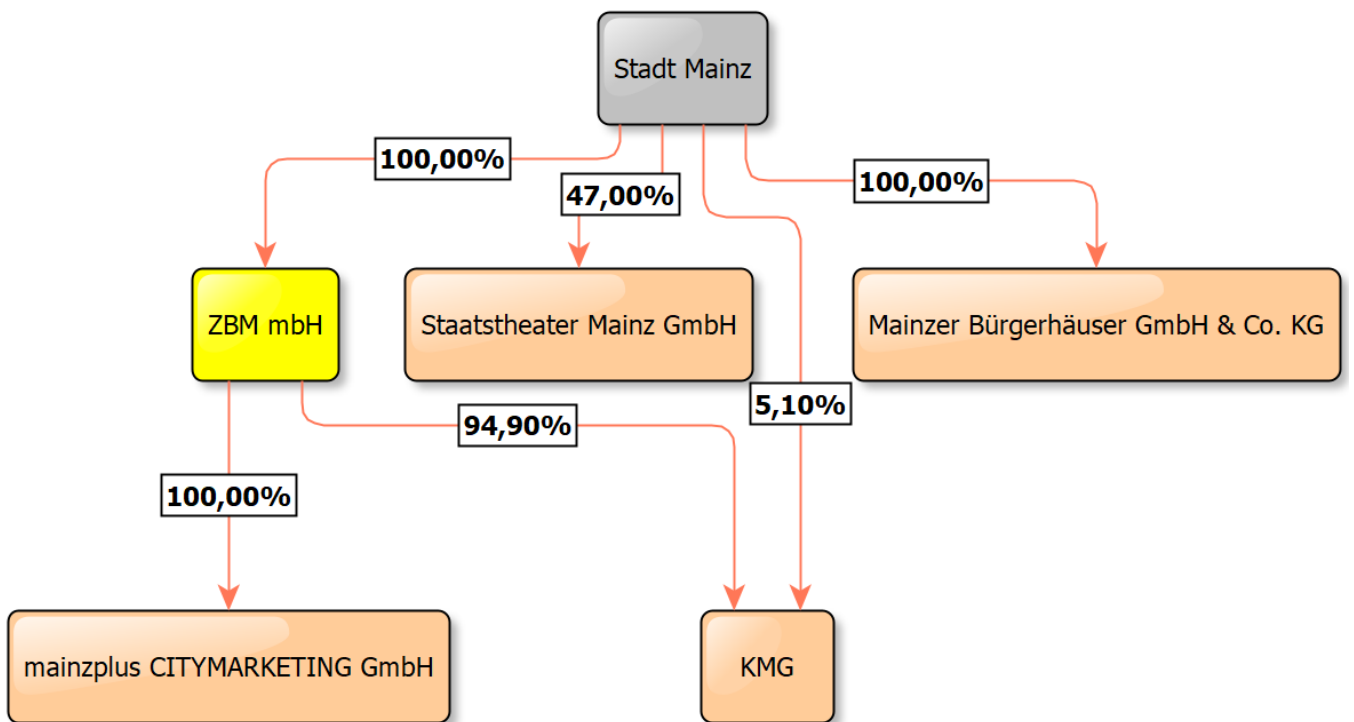 Stadt Mainz
100,00%
47,00%
100,00%
ZBM mbH
Staatstheater Mainz GmbH
Mainzer Bürgerhäuser GmbH & Co. KG
94,90%
5,10%
100,00%
mainzplus CITYMARKETING GmbH
KMG